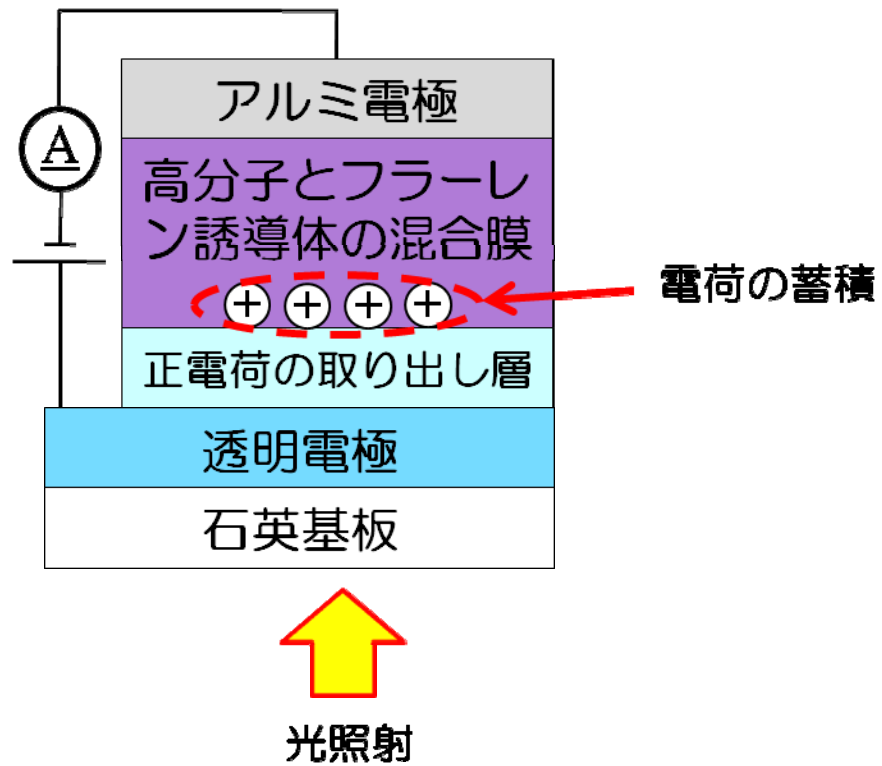 アルミ電極
A
高分子とフラーレ
ン誘導体の混合膜
+ + + +
電荷の蓄積
正電荷の取り出し層
透明電極
石英基板
光照射